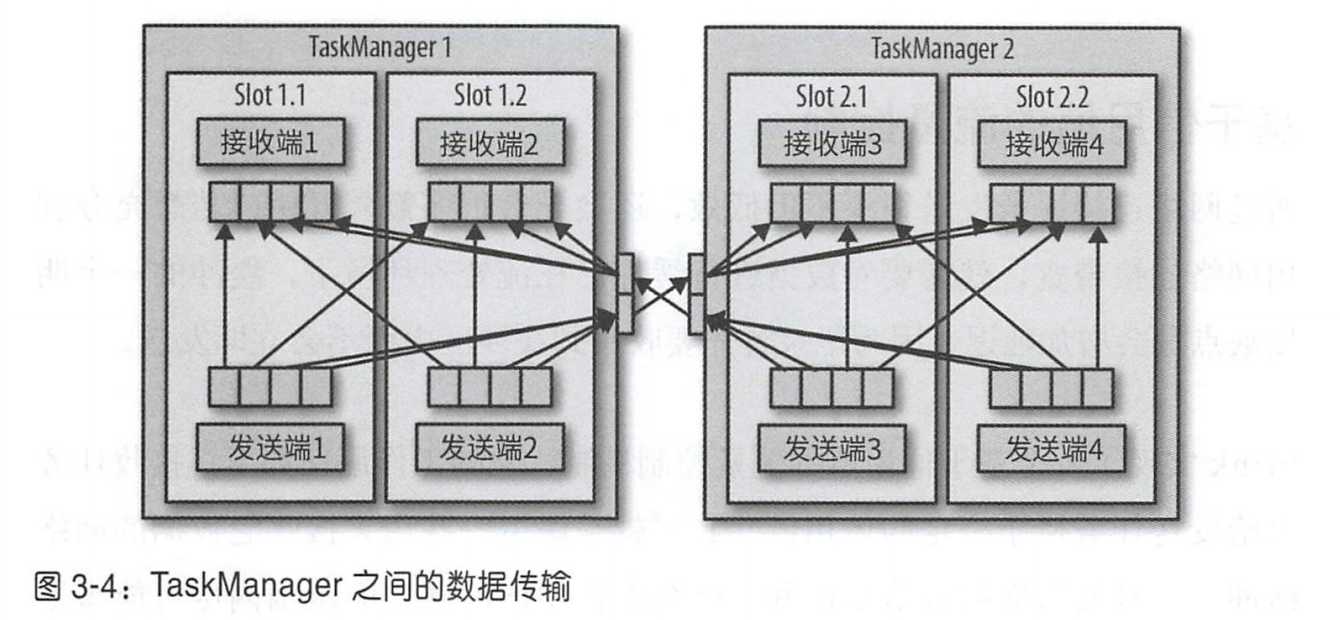 TaskManager 1
TaskManager 2
Slot 1.1
Slot 1.2
Slot 2.1
Slot 2.2
接收端1
接收端2
接收端3
接收端4
发送端1
发送端2
发送端3
发送端4
图 3-4：TaskManager 之间的数据传输